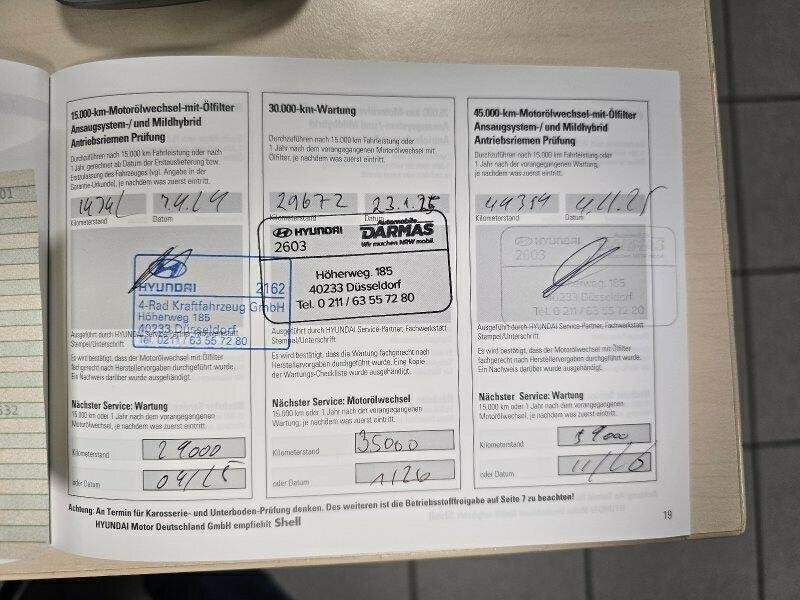 15.000-km-Motorölwechsel-mit-Ölfilter
Ansaugsystem-/ und Mildhybrid
Antriebsriemen Prüfung
Durchzuführen nach 15.000 km Fahrleistung oder
1 Jahr, gerechnet ab Datum der Erstauslieferung bzw.
Erstzulassung des Fahrzeuges (vgl. Angabe in der
Garantie-Urkunde), je nachdem was zuerst eintritt.
Kilometerstand Datum
HYUNDAI 2162
4-Rad Kraftfahrzeug GmbH
Höherweg 185
40233 Düsseldorf
Tel. 0211 / 63 55 72 80
Ausgeführt durch HYUNDAI Service-Partner, Fachwerkstatt
Stempel/Unterschrift
Es wird bestätigt, dass der Motorölwechsel mit Ölfilter
fachgerecht nach Herstellervorgaben durchgeführt wurde.
Ein Nachweis darüber wurde ausgehändigt.
Nächster Service: Wartung
15.000 km oder 1 Jahr nach dem vorangegangenen
Motorölwechsel, je nachdem was zuerst eintritt.
Kilometerstand 29000
oder Datum 04/25
30.000-km-Wartung
Durchzuführen nach 15.000 km Fahrleistung oder
1 Jahr nach dem vorangegangenen Motorölwechsel mit
Ölfilter, je nachdem was zuerst eintritt.
29672 23.1.25
Kilometerstand Datum
HYUNDAI Automobile
2603 DARMAS
Wir machen NRW mobil.
Höherweg. 185
40233 Düsseldorf
Tel. 0 211 / 63 55 72 80
Ausgeführt durch HYUNDAI Service-Partner, Fachwerkstatt
Stempel/Unterschrift
Es wird bestätigt, dass die Wartung fachgerecht nach
Herstellervorgaben durchgeführt wurde. Eine Kopie
der Wartungs-Checkliste wurde ausgehändigt.
Nächster Service: Motorölwechsel
15.000 km oder 1 Jahr nach dem vorangegangenen
Wartung, je nachdem was zuerst eintritt.
Kilometerstand 35000
oder Datum 1/26
45.000-km-Motorölwechsel-mit-Ölfilter
Ansaugsystem-/ und Mildhybrid
Antriebsriemen Prüfung
Durchzuführen nach 15.000 km Fahrleistung oder
1 Jahr nach der vorangegangenen Wartung,
je nachdem was zuerst eintritt.
44354 4.11.25
Kilometerstand Datum
HYUNDAI
2603 DARMAS
Höherweg. 185
40233 Düsseldorf
Ausgeführt durch HYUNDAI Service-Partner, Fachwerkstatt
Stempel/Unterschrift
Es wird bestätigt, dass der Motorölwechsel mit Ölfilter
fachgerecht nach Herstellervorgaben durchgeführt wurde.
Ein Nachweis darüber wurde ausgehändigt.
Nächster Service: Wartung
15.000 km oder 1 Jahr nach dem vorangegangenen
Motorölwechsel, je nachdem was zuerst eintritt.
Kilometerstand 59000
oder Datum 11/26
Achtung: An Termin für Karosserie- und Unterboden-Prüfung denken. Des weiteren ist die Betriebsstofffreigabe auf Seite 7 zu beachten!
HYUNDAI Motor Deutschland GmbH empfiehlt Shell
19